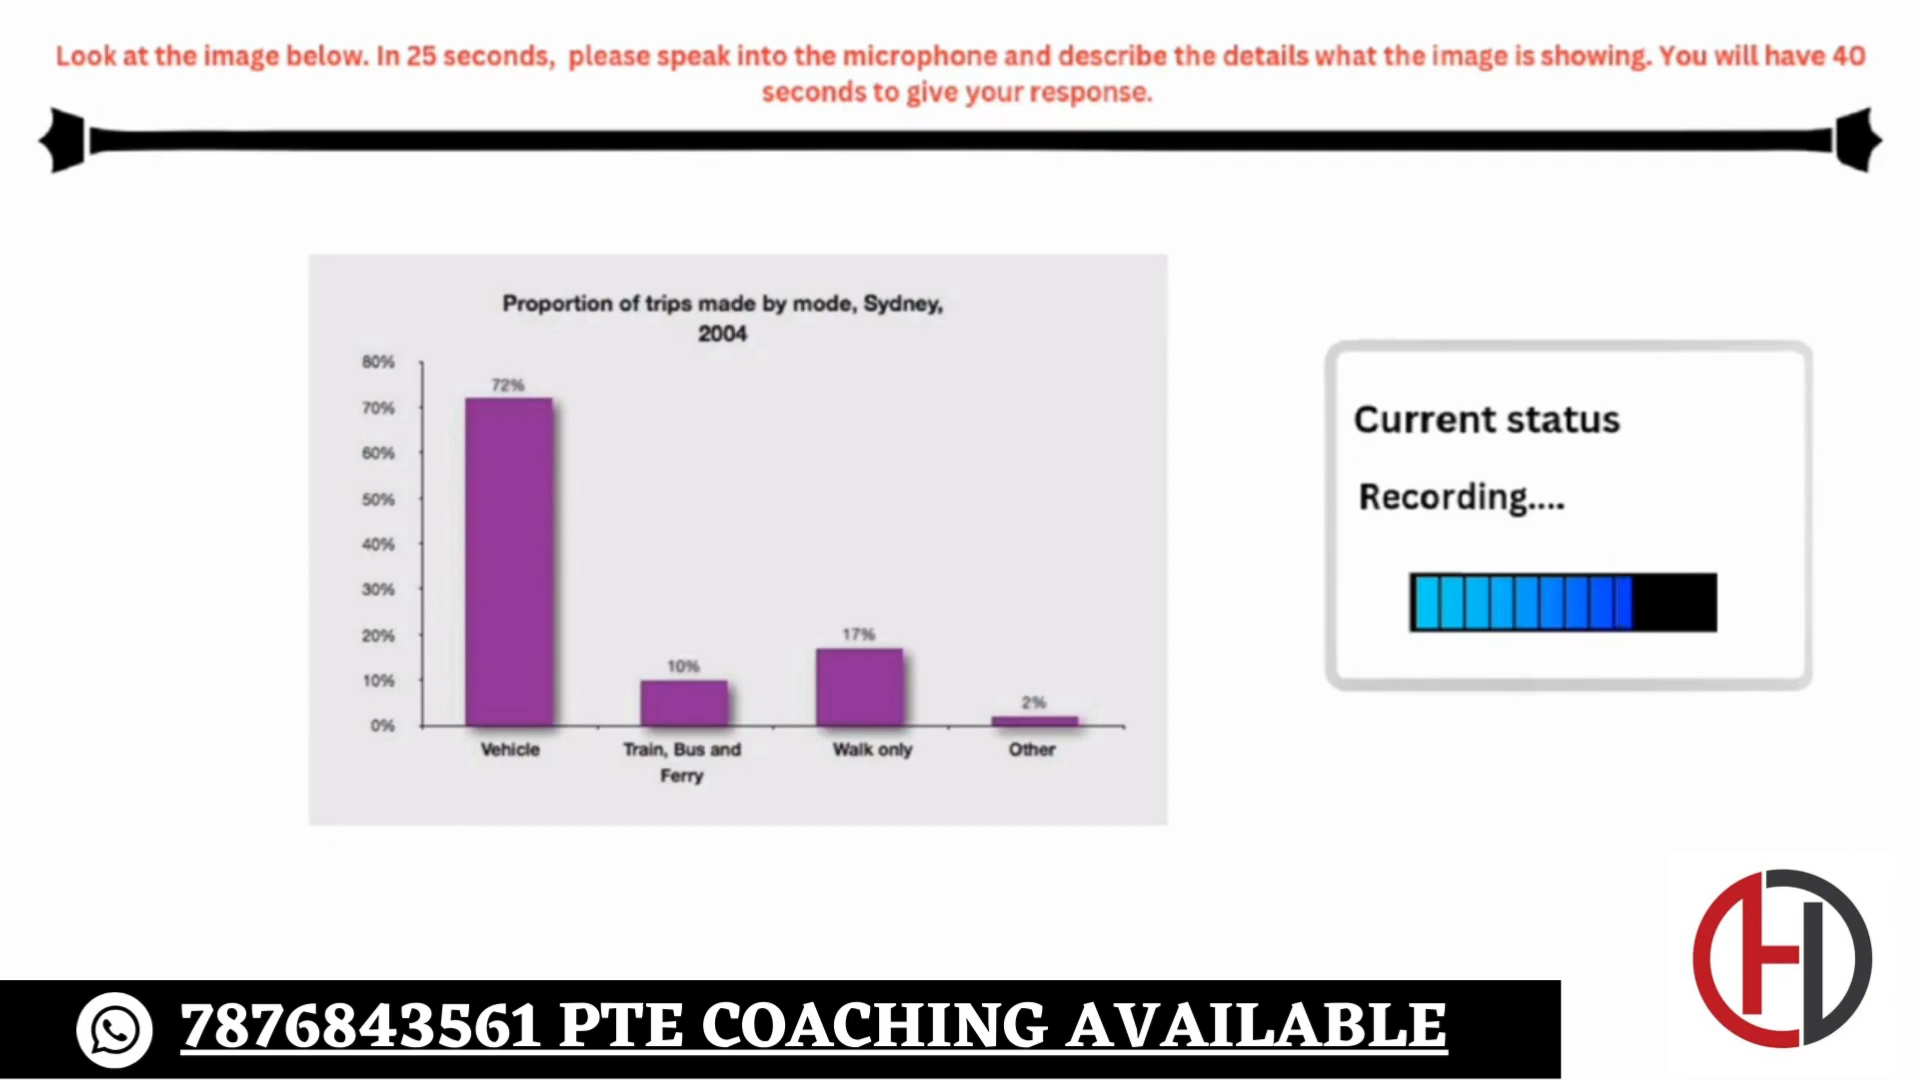 Look at the image below. In 25 seconds, please speak into the microphone and describe the details what the image is showing. You will have 40
seconds to give your response.
Proportion of trips made by mode, Sydney,
2004
80%
70%
60%
50%
40%
30%
20%
10%
0%
72%
10%
17%
2%
Vehicle
Train, Bus and
Ferry
Walk only
Other
Current status
Recording....
7876843561 PTE COACHING AVAILABLE